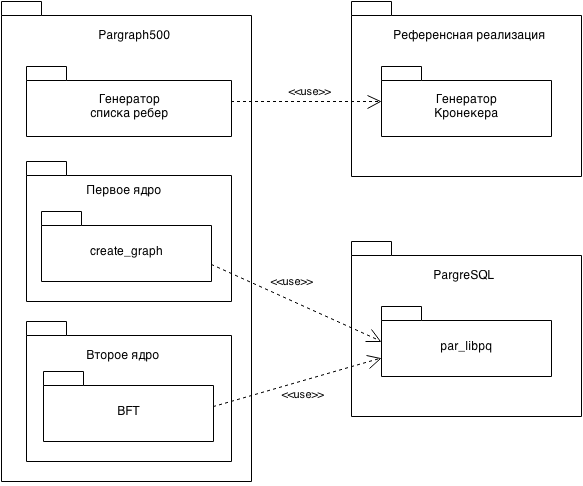 Pargraph500
Референсная реализация
Генератор
списка ребер
<<use>>
Генератор
Кронекера
Первое ядро
create_graph
<<use>>
PargreSQL
par_libpq
Второе ядро
BFT
<<use>>